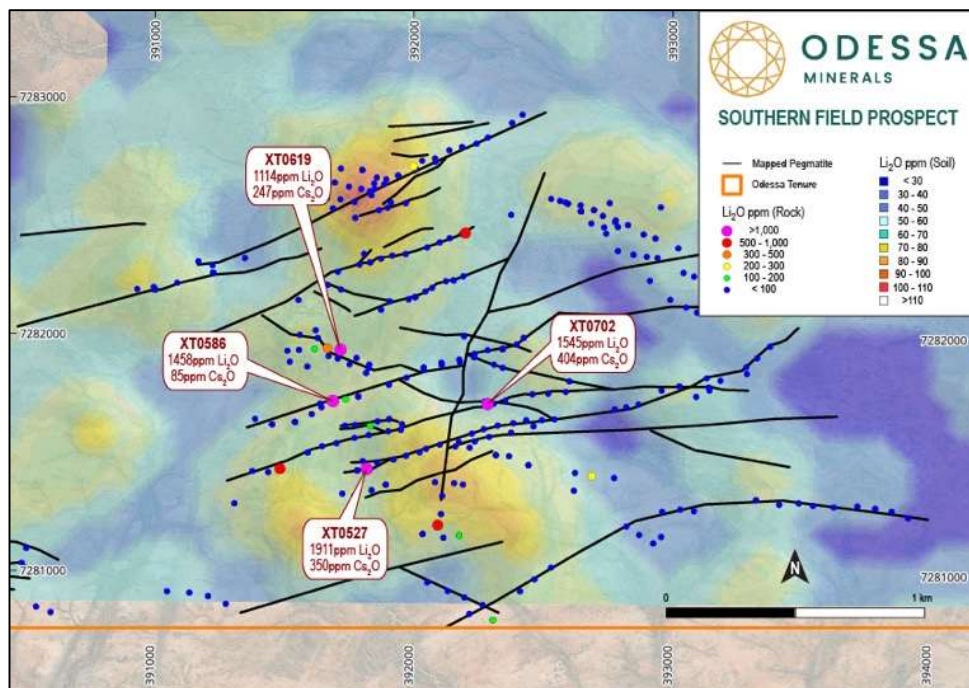 391000
392000
393000
ODESSA
MINERALS
SOUTHERN FIELD PROSPECT
Mapped Pegmatite
Odessa Tenure
Li₂O ppm (Rock)
>1,000
500 - 1,000
300 - 500
200 - 300
100 - 200
< 100
Li₂O ppm (Soil)
< 30
30 - 40
40 - 50
50 - 60
60 - 70
70 - 80
80 - 90
90 - 100
100 - 110
>110
7283000
XT0619
1114ppm Li₂O
247ppm Cs₂O
7282000
7282000
XT0586
1458ppm Li₂O
85ppm Cs₂O
XT0702
1545ppm Li₂O
404ppm Cs₂O
XT0527
1911ppm Li₂O
350ppm Cs₂O
7281000
7281000
N
0
1 km
391000
392000
393000
394000